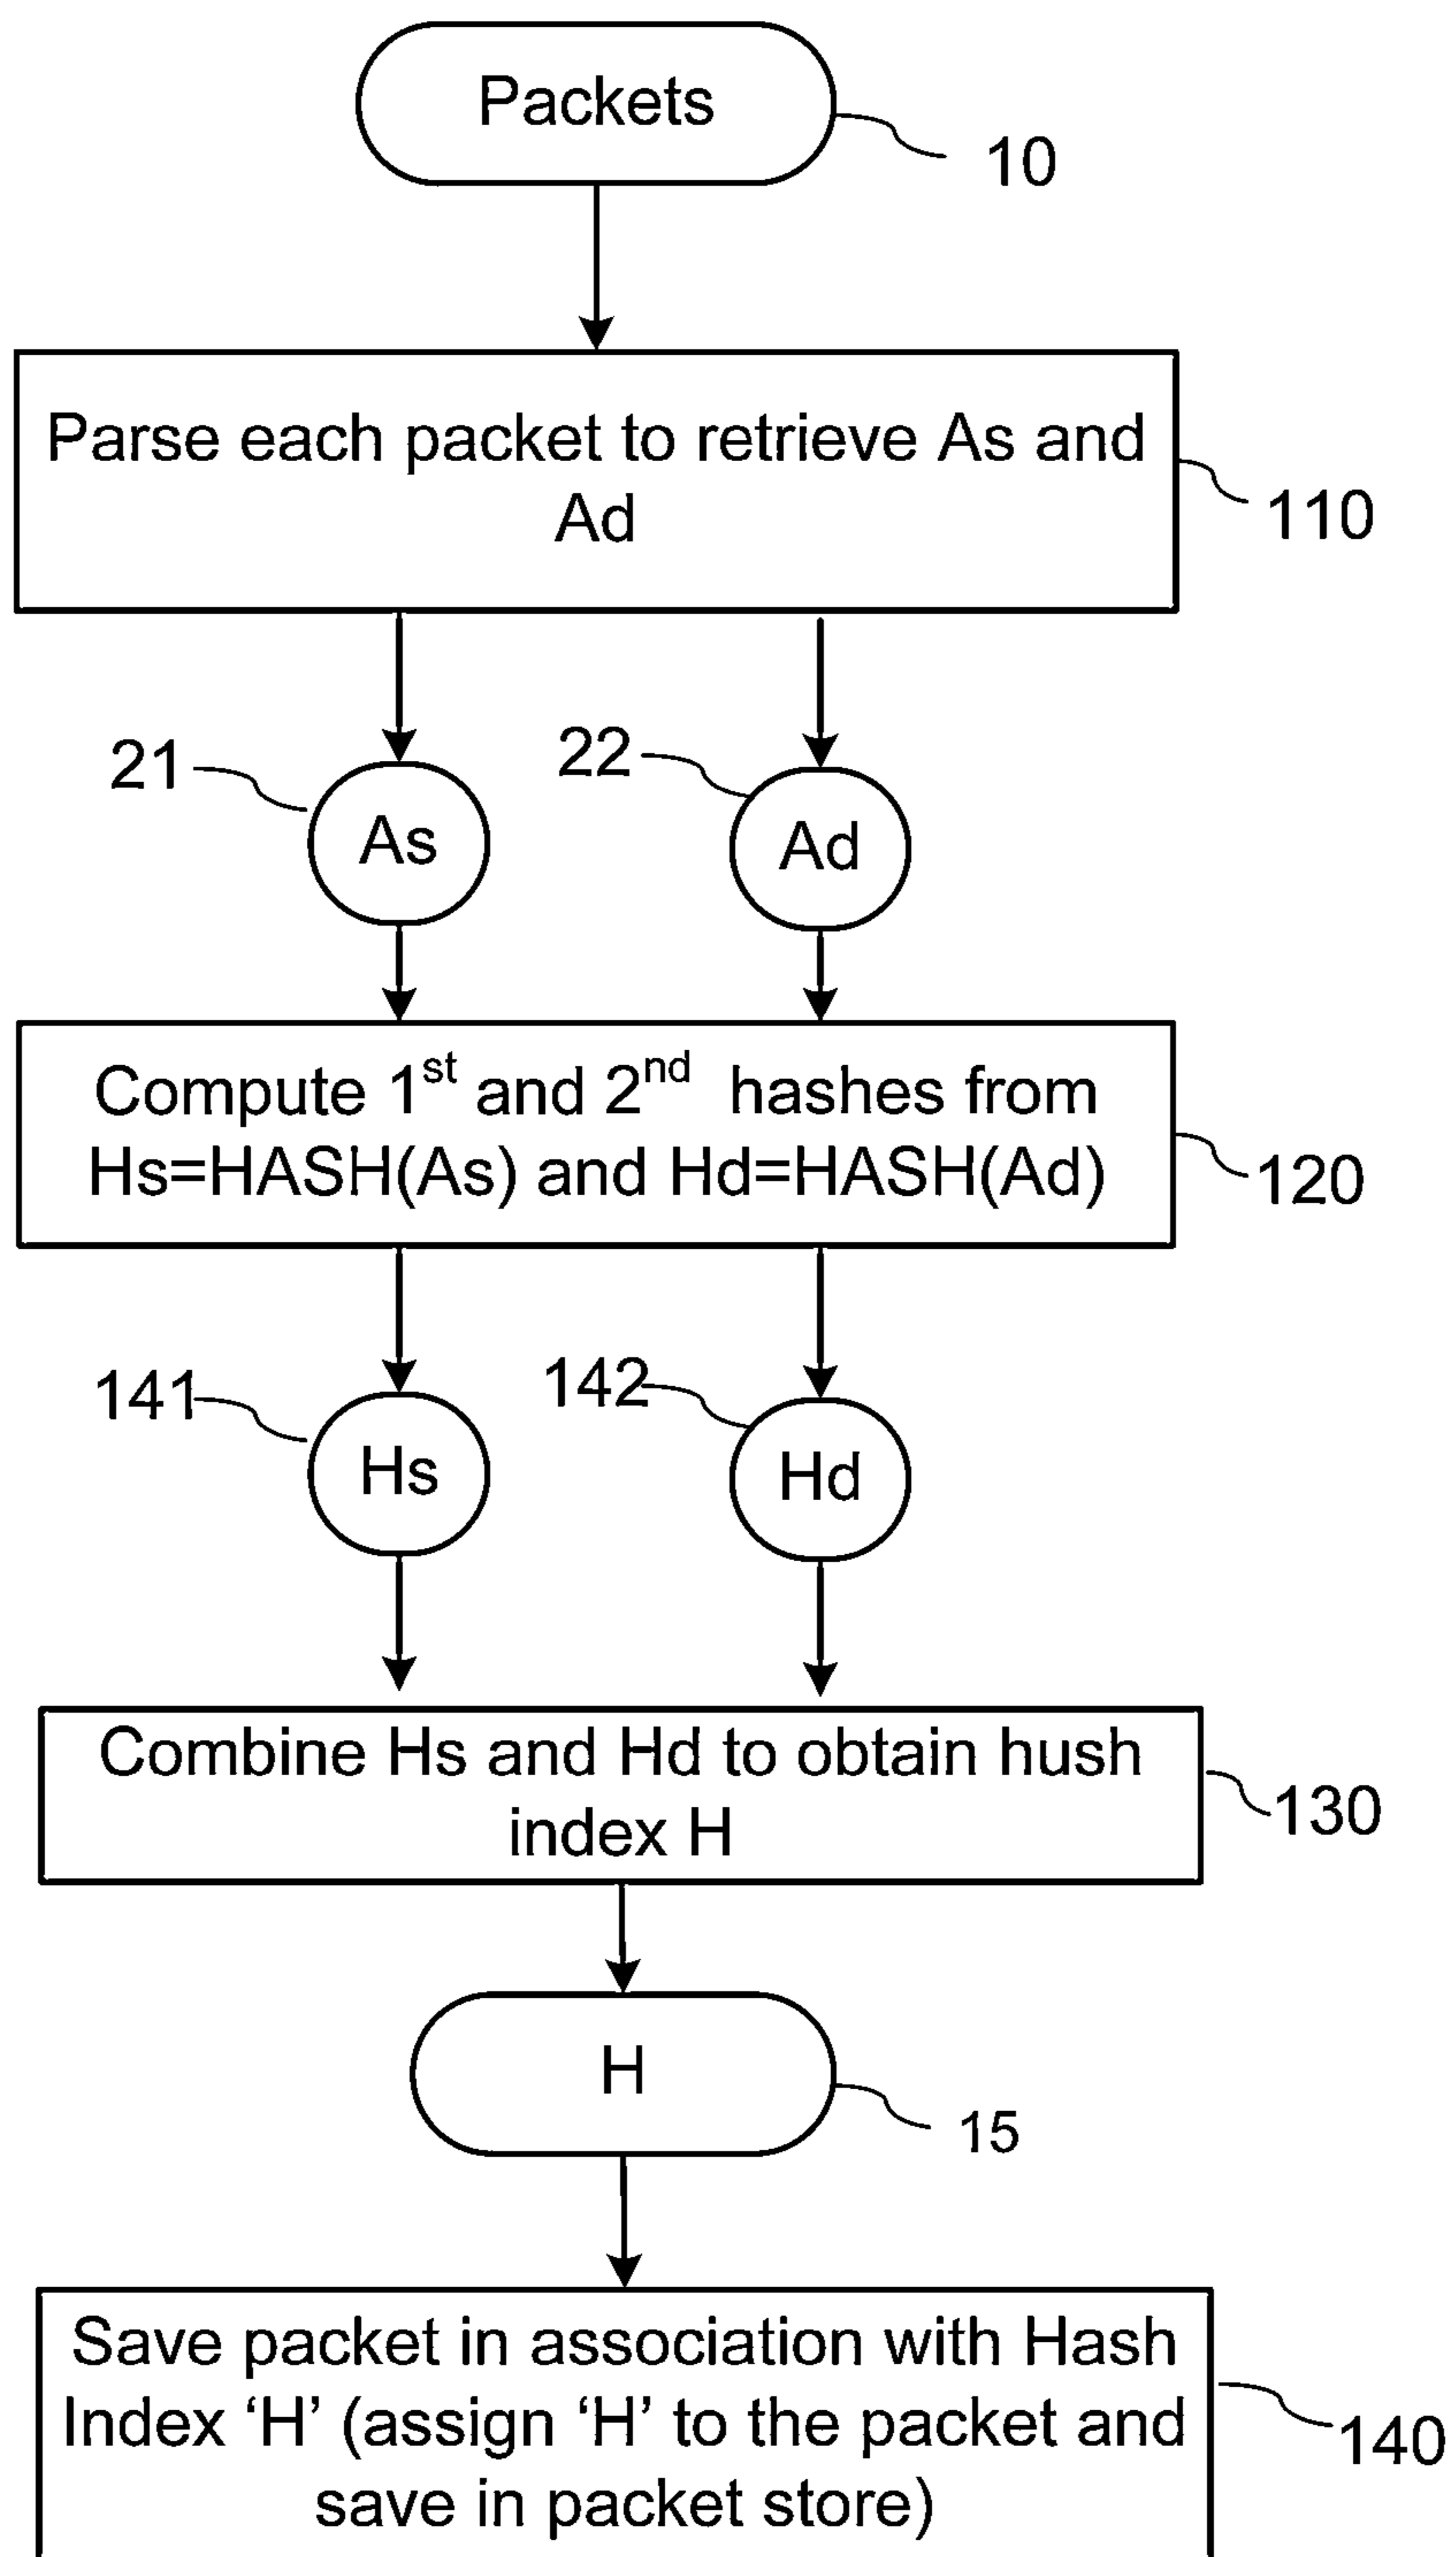 Packets
10
Parse each packet to retrieve As and
Ad
110
21
22
As
Ad
Compute 1st and 2nd hashes from
Hs=HASH(As) and Hd=HASH(Ad)
120
141
142
Hs
Hd
Combine Hs and Hd to obtain hush
index H
130
H
15
Save packet in association with Hash
Index ‘H’ (assign ‘H’ to the packet and
save in packet store)
140